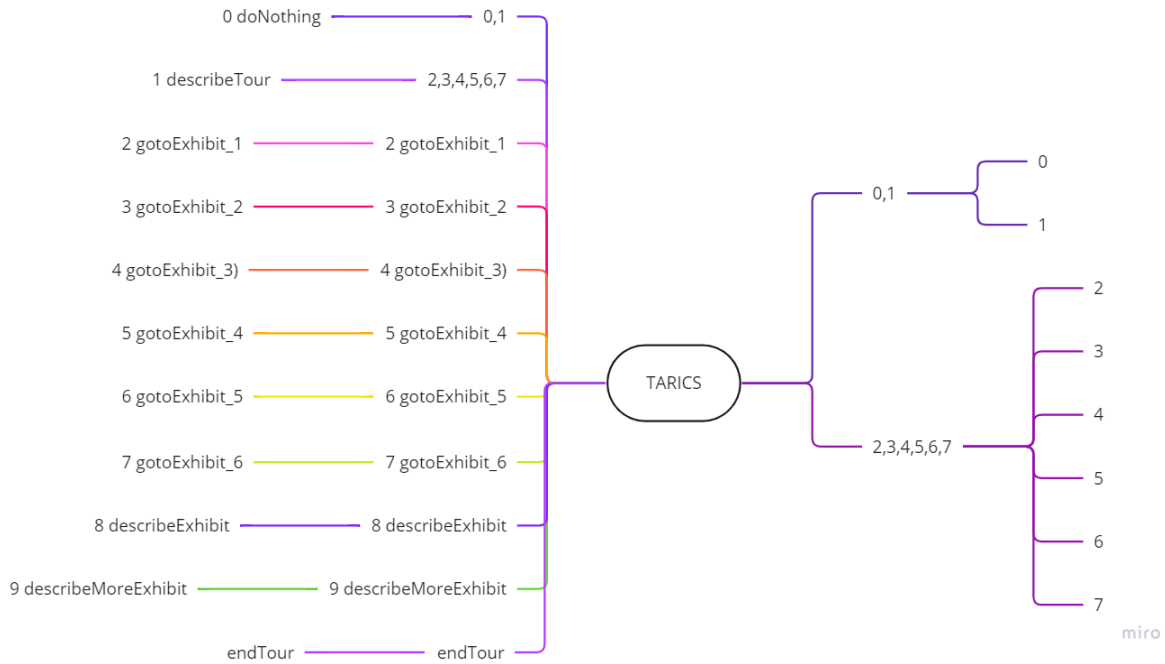 0 doNothing
0,1
1 describeTour
2,3,4,5,6,7
2 gotoExhibit_1
2 gotoExhibit_1
3 gotoExhibit_2
3 gotoExhibit_2
4 gotoExhibit_3)
4 gotoExhibit_3)
5 gotoExhibit_4
5 gotoExhibit_4
6 gotoExhibit_5
6 gotoExhibit_5
7 gotoExhibit_6
7 gotoExhibit_6
8 describeExhibit
8 describeExhibit
9 describeMoreExhibit
9 describeMoreExhibit
endTour
endTour
TARICS
0,1
0
1
2,3,4,5,6,7
2
3
4
5
6
7
miro